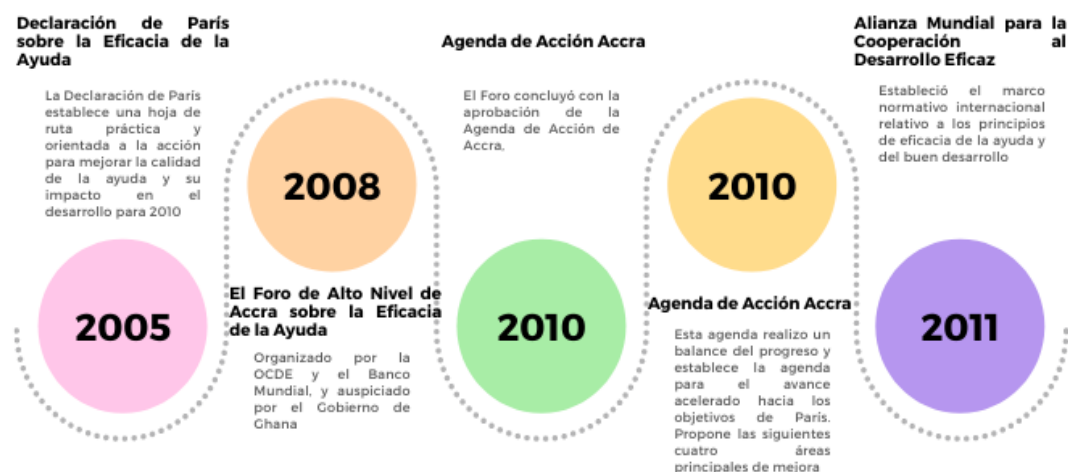 Declaración de París
sobre la Eficacia de la
Ayuda
La Declaración de París
establece una hoja de
ruta práctica y
orientada a la acción
para mejorar la calidad
de la ayuda y su
impacto en el
desarrollo para 2010
2005
2008
El Foro de Alto Nivel de
Accra sobre la Eficacia
de la Ayuda
Organizado por la
OCDE y el Banco
Mundial, y auspiciado
por el Gobierno de
Ghana
Agenda de Acción Accra
El Foro concluyó con la
aprobación de la
Agenda de Acción de
Accra,
2010
2010
Agenda de Acción Accra
Esta agenda realizo un
balance del progreso y
establece la agenda
para el avance
acelerado hacia los
objetivos de París.
Propone las siguientes
cuatro áreas
principales de mejora
Alianza Mundial para la
Cooperación al
Desarrollo Eficaz
Estableció el marco
normativo internacional
relativo a los principios
de eficacia de la ayuda y
del buen desarrollo
2011